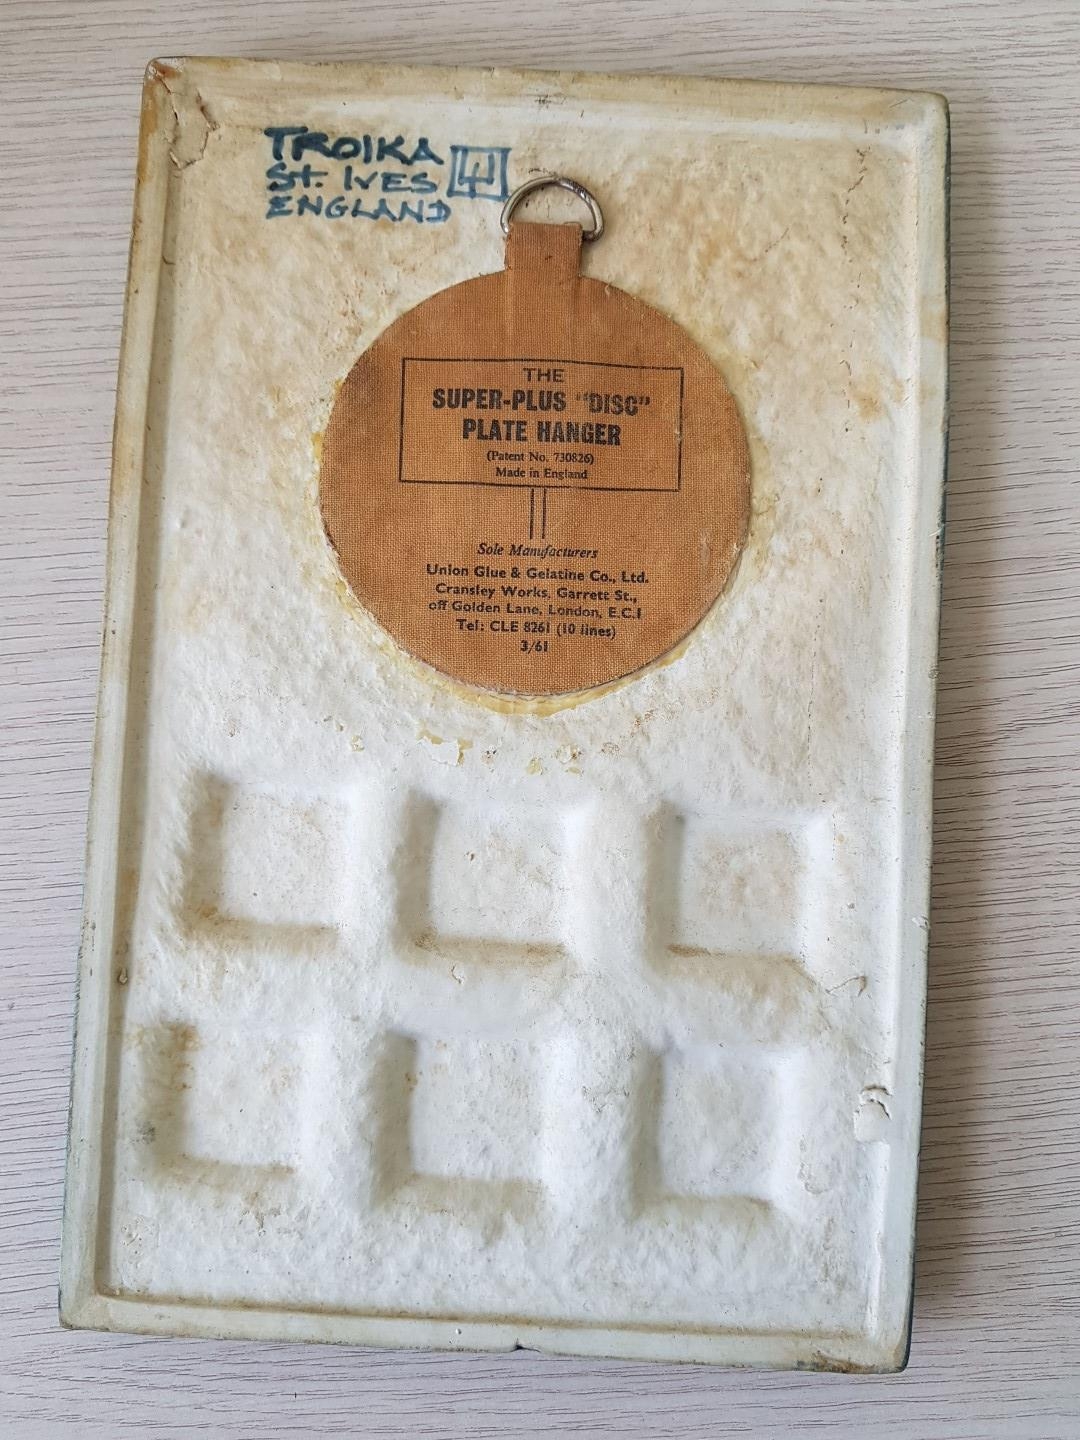 TROIKA
St. IVES
ENGLAND
THE
SUPER-PLUS "DISC"
PLATE HANGER
(Patent No. 730826)
Made in England
Sole Manufacturers
Union Glue & Gelatine Co., Ltd.
Cransley Works, Garrett St.,
off Golden Lane, London, E.C.1
Tel: CLE 8261 (10 lines)
3/61